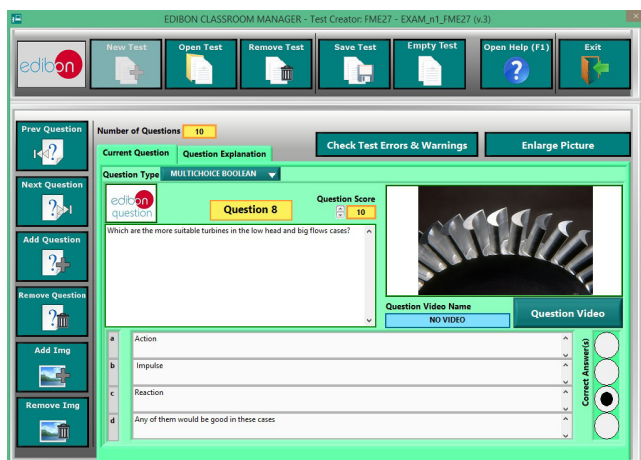 EDIBON CLASSROOM MANAGER - Test Creator: FME27 - EXAM_n1_FME27 (v.3)
edibon
New Test
Open Test
Remove Test
Save Test
Empty Test
Open Help (F1)
Exit
Prev Question
Number of Questions 10
Check Test Errors & Warnings
Enlarge Picture
Current Question
Question Explanation
Question Type MULTICHOICE BOOLEAN
Next Question
edibon
question
Question 8
Question Score
10
Which are the more suitable turbines in the low head and big flows cases?
Add Question
Remove Question
Question Video Name
NO VIDEO
Question Video
Add Img
Remove Img
a Action
b Impulse
c Reaction
d Any of them would be good in these cases
Correct Answer(s)